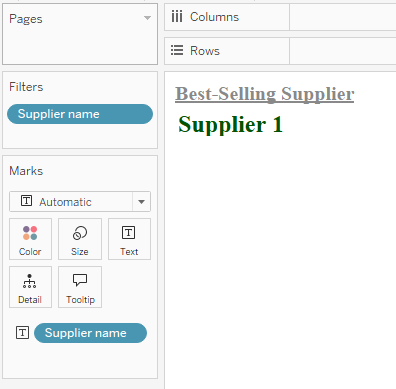 Pages
Columns
Rows
Filters
Supplier name
Marks
Automatic
Color
Size
Text
Detail
Tooltip
Supplier name
Best-Selling Supplier
Supplier 1